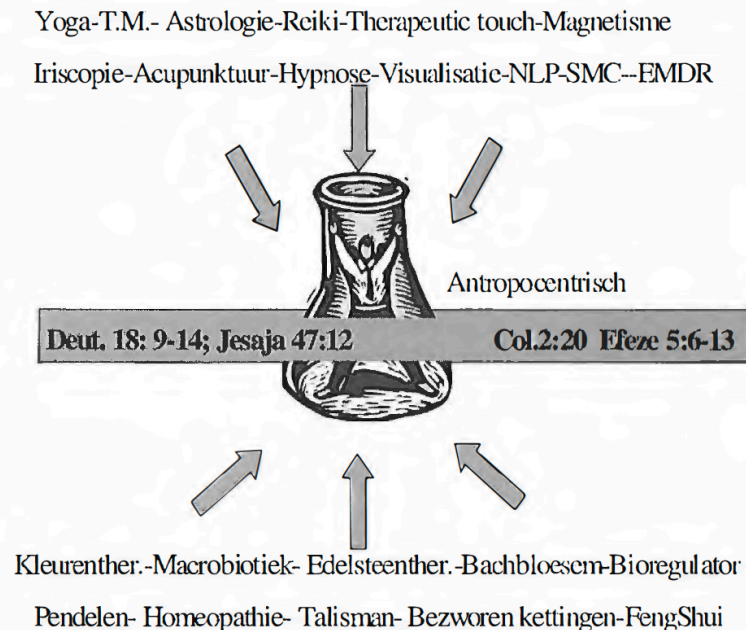 Yoga-T.M.- Astrologie-Reiki-Therapeutic touch-Magnetisme
Iriscopie-Acupunktuur-Hypnose-Visualisatie-NLP-SMC--EMDR
Antropocentrisch
Deut. 18: 9-14; Jesaja 47:12 Col.2:20 Efeze 5:6-13
Kleurenther.-Macrobiotiek- Edelsteenther.-Bachbloesem-Bioregulator
Pendelen- Homeopathie- Talisman- Bezworen kettingen-FengShui